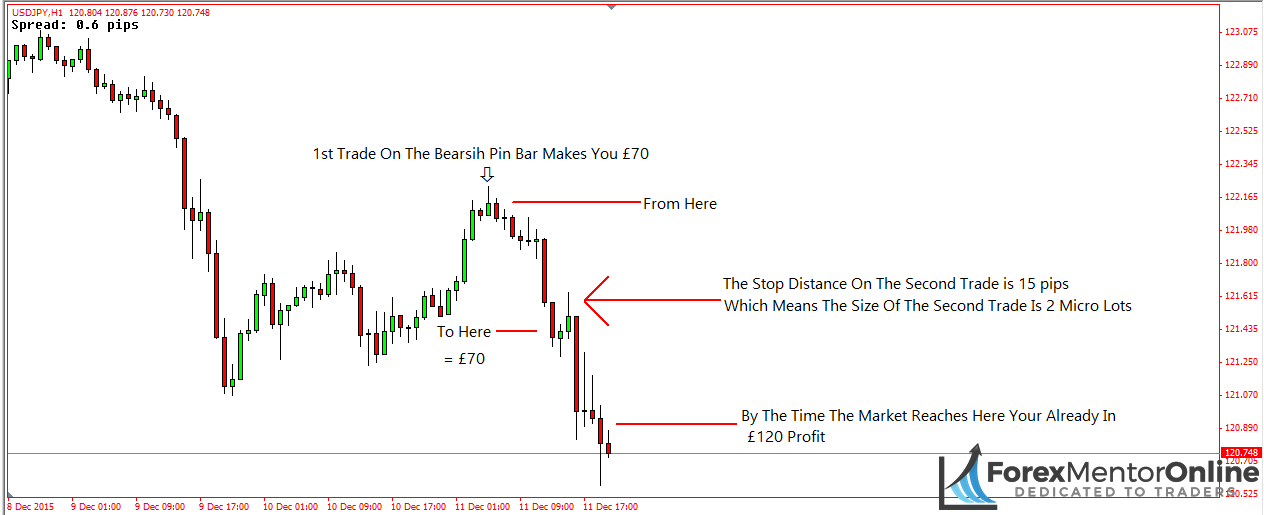 USDJPY,H1 120.804 120.876 120.730 120.748
Spread: 0.6 pips
1st Trade On The Bearsih Pin Bar Makes You £70
From Here
The Stop Distance On The Second Trade is 15 pips
Which Means The Size Of The Second Trade Is 2 Micro Lots
To Here
= £70
By The Time The Market Reaches Here Your Already In
£120 Profit
123.075
122.890
122.710
122.525
122.345
122.165
121.980
121.800
121.615
121.435
121.250
121.070
120.890
120.748
120.705
120.525
ForexMentorOnline
DEDICATED TO TRADERS
8 Dec 2015
9 Dec 01:00
9 Dec 09:00
9 Dec 17:00
10 Dec 01:00
10 Dec 09:00
10 Dec 17:00
11 Dec 01:00
11 Dec 09:00
11 Dec 17:00